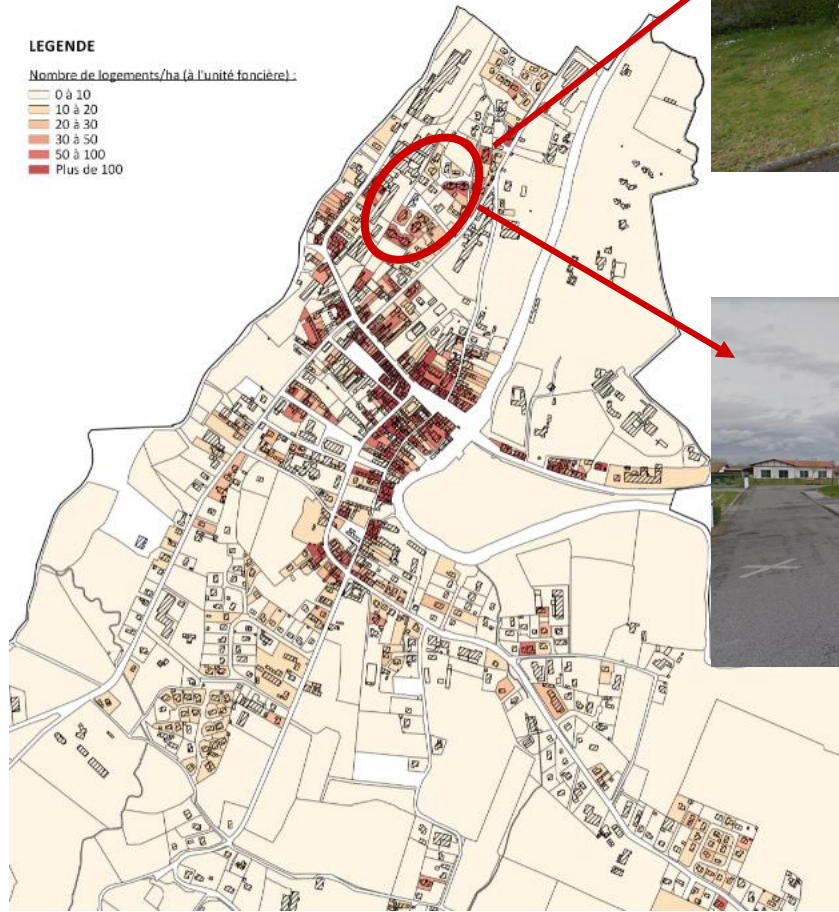 LEGENDE
Nombre de logements/ha (à l'unité foncière) :
0 à 10
10 à 20
20 à 30
30 à 50
50 à 100
Plus de 100